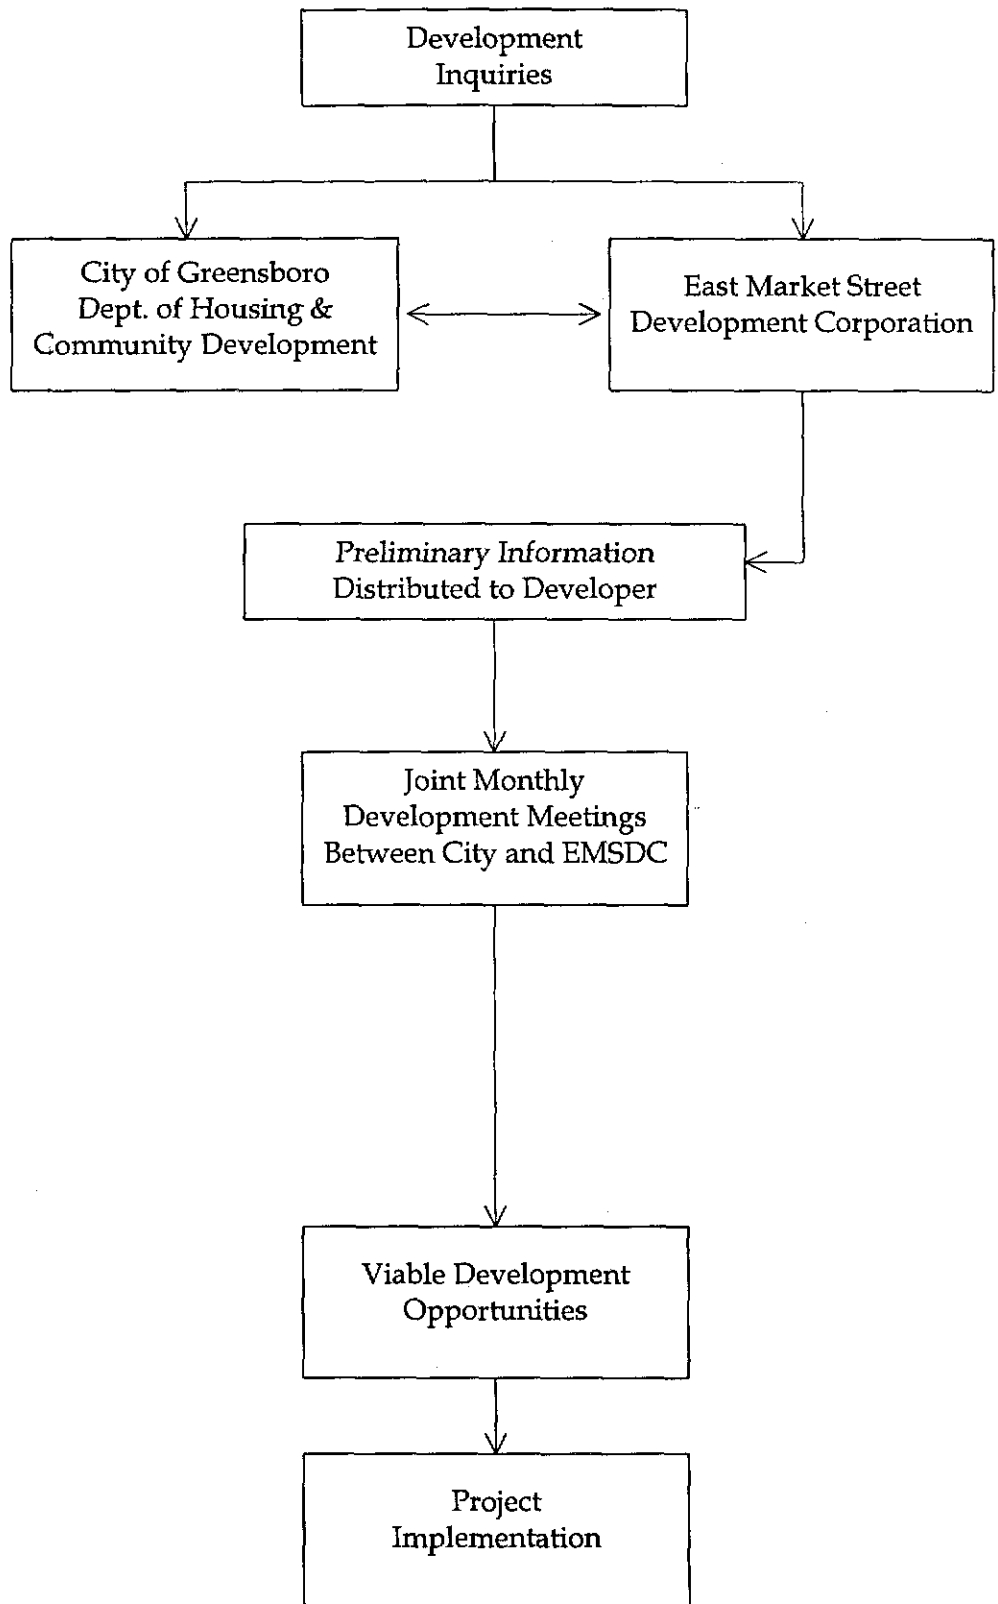 Development
Inquiries
City of Greensboro
Dept. of Housing &
Community Development
East Market Street
Development Corporation
Preliminary Information
Distributed to Developer
Joint Monthly
Development Meetings
Between City and EMSDC
Viable Development
Opportunities
Project
Implementation